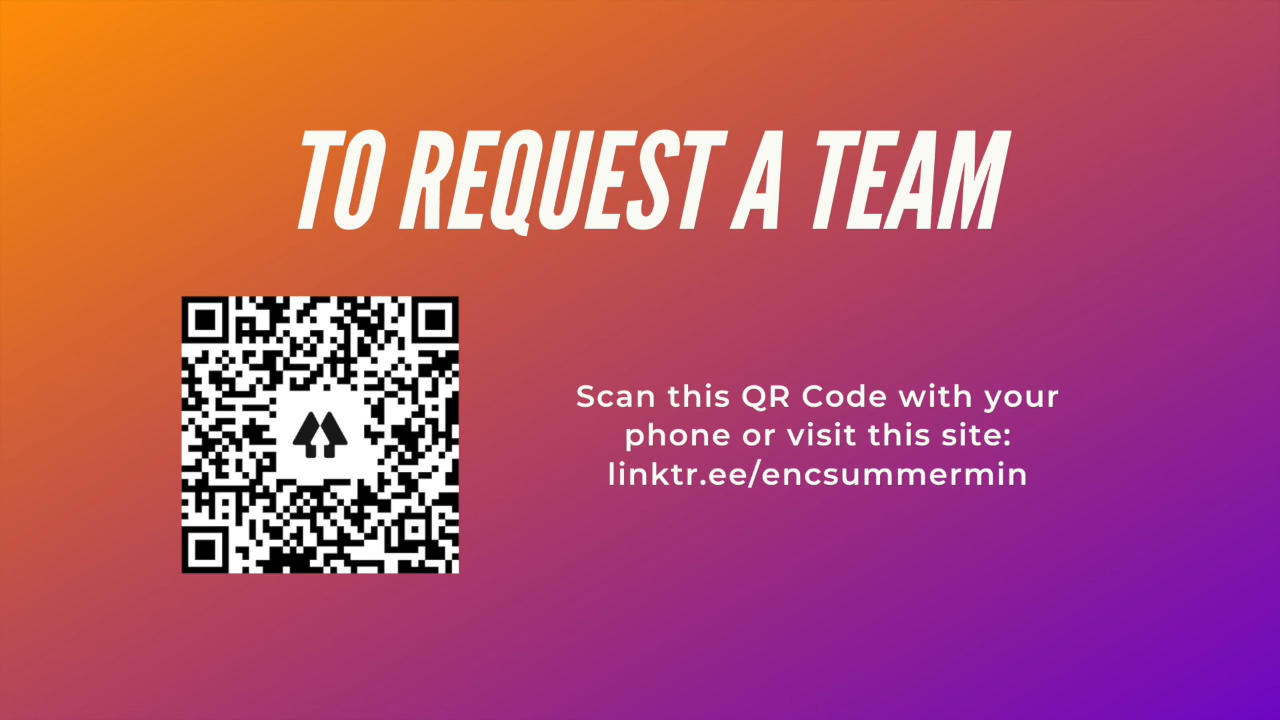 TO REQUEST A TEAM
Scan this QR Code with your
phone or visit this site:
linktr.ee/encsummermin